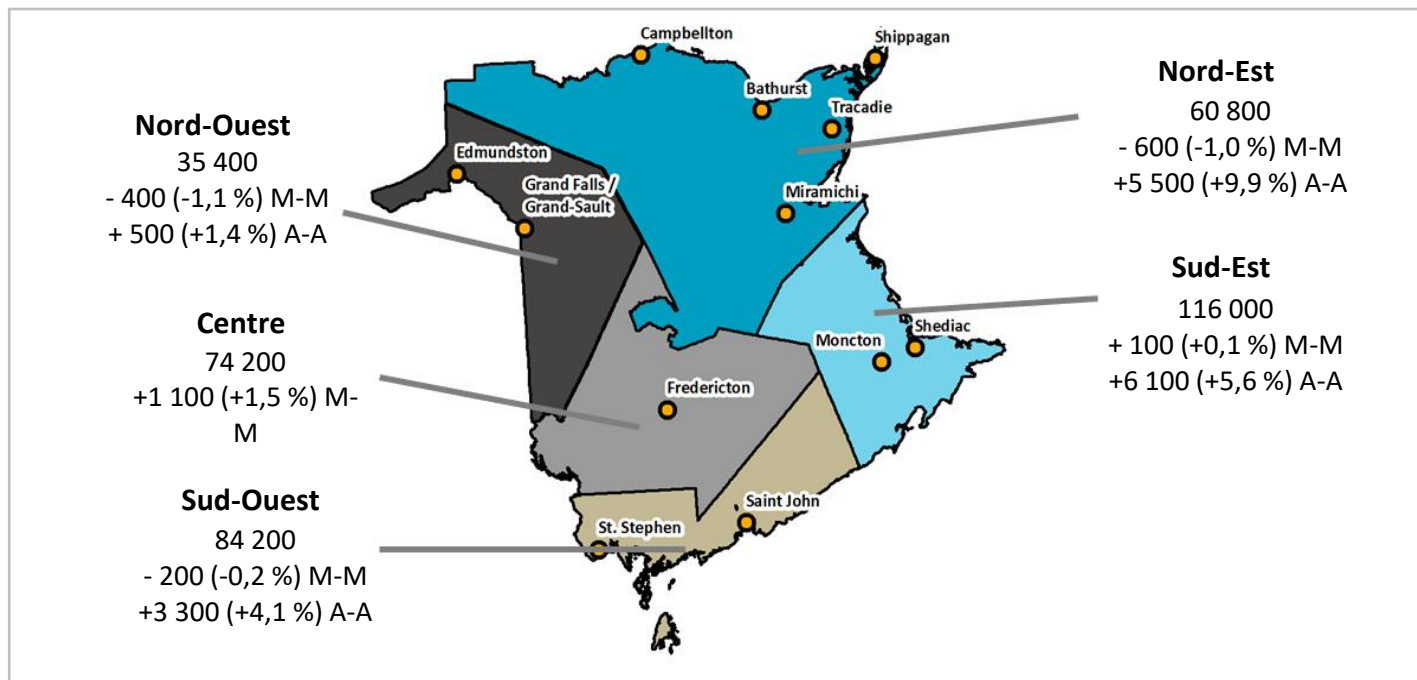 Nord-Ouest
35 400
- 400 (-1,1 %) M-M
+ 500 (+1,4 %) A-A
Centre
74 200
+1 100 (+1,5 %) M-
M
Sud-Ouest
84 200
- 200 (-0,2 %) M-M
+3 300 (+4,1 %) A-A
Campbellton
Shippagan
Bathurst
Tracadie
Edmundston
Grand Falls /
Grand-Sault
Miramichi
Moncton
Shediac
Fredericton
Saint John
St. Stephen
Nord-Est
60 800
- 600 (-1,0 %) M-M
+5 500 (+9,9 %) A-A
Sud-Est
116 000
+ 100 (+0,1 %) M-M
+6 100 (+5,6 %) A-A